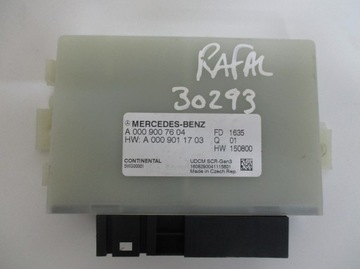 RAFAL
30293
MERCEDES-BENZ
A 000 900 76 04 FD 1635
HW: A 000 901 17 03 Q 01
HW 150800
CONTINENTAL UDCM SCR-Gen3
Made in Czech Rep.